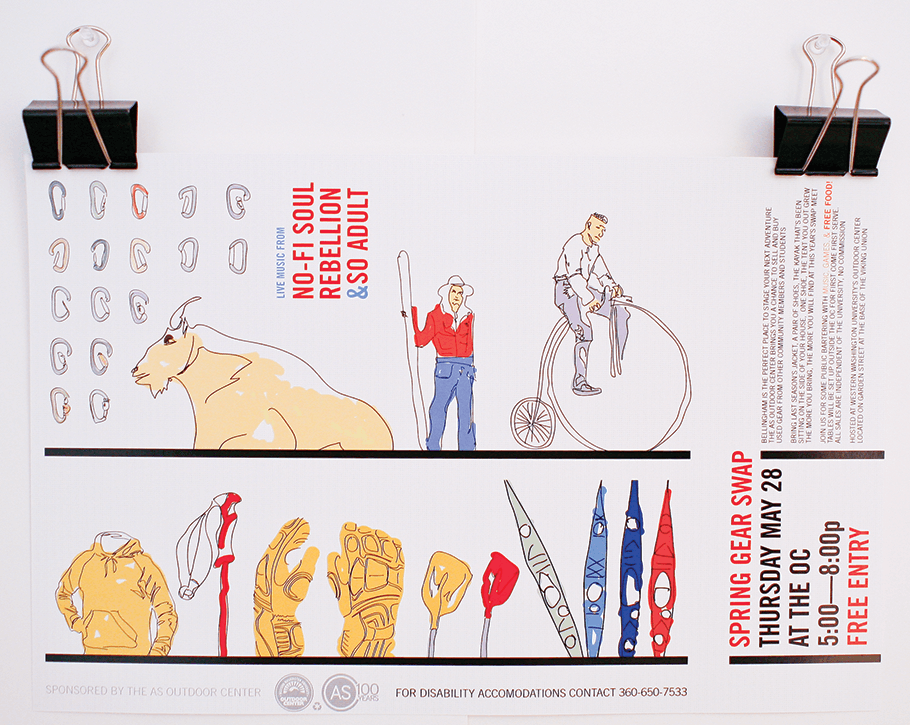 LIVE MUSIC FROM
NO-FI SOUL
REBELLION
&SO ADULT
BELLINGHAM IS THE PERFECT PLACE TO STAGE YOUR NEXT ADVENTURE
THE AS OUTDOOR CENTER BRINGS YOU A CHANCE TO SELL AND BUY
USED GEAR FROM OTHER COMMUNITY MEMBERS AND STUDENTS
BRING LAST SEASON'S JACKET, A PAIR OF SHOES, THE KAYAK THAT'S BEEN
SITTING ON THE SIDE OF YOUR HOUSE, ONE SHOE, THE TENT YOU OUT GREW
THE MORE YOU BRING, THE MORE YOU WILL FIND AT THIS YEAR'S SWAP MEET
JOIN US FOR SOME PUBLIC BARTERING WITH MUSIC, GAMES, & FREE FOOD!
TABLES WILL BE SET UP OUTSIDE THE OC FOR FIRST COME FIRST SERVE
ALL SALES ARE INDEPENDENT OF THE UNIVERSITY, NO COMMISSION
HOSTED AT WESTERN WASHINGTON UNIVERSITY'S OUTDOOR CENTER
LOCATED ON GARDEN STREET AT THE BASE OF THE VIKING UNION
SPRING GEAR SWAP
THURSDAY MAY 28
AT THE OC
5:00—8:00p
FREE ENTRY
SPONSORED BY THE AS OUTDOOR CENTER
OUTDOOR
CENTER
AS 100
YEARS
FOR DISABILITY ACCOMODATIONS CONTACT 360-650-7533